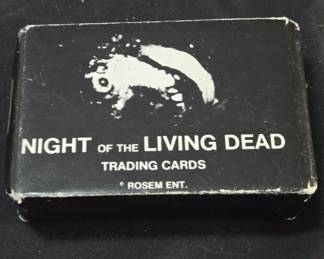 NIGHT OF THE LIVING DEAD
TRADING CARDS
© ROSEM ENT.